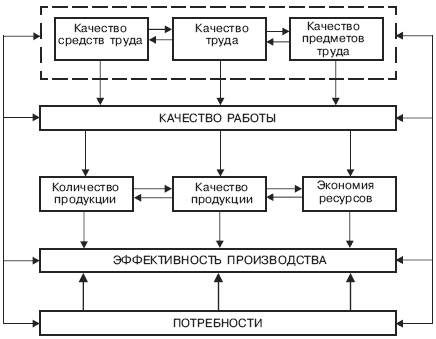 Качество
средств труда
Качество
труда
Качество
предметов
труда
КАЧЕСТВО РАБОТЫ
Количество
продукции
Качество
продукции
Экономия
ресурсов
ЭФФЕКТИВНОСТЬ ПРОИЗВОДСТВА
ПОТРЕБНОСТИ